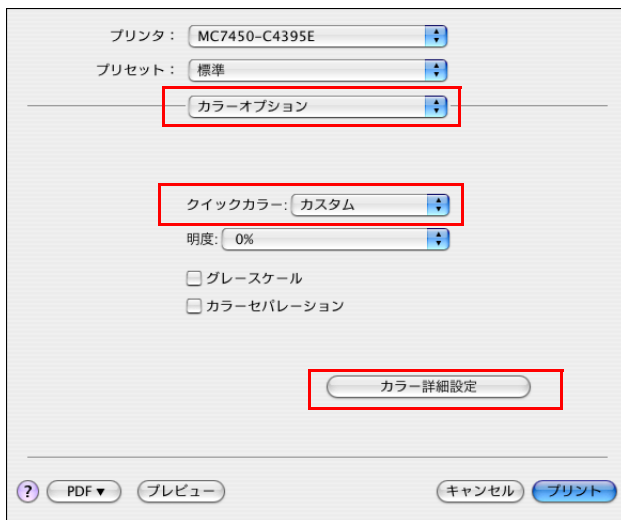 プリンタ： MC7450-C4395E
プリセット： 標準
カラーオプション
クイックカラー: カスタム
明度: 0%
グレースケール
カラーセパレーション
カラー詳細設定
? PDF▼ プレビュー キャンセル プリント